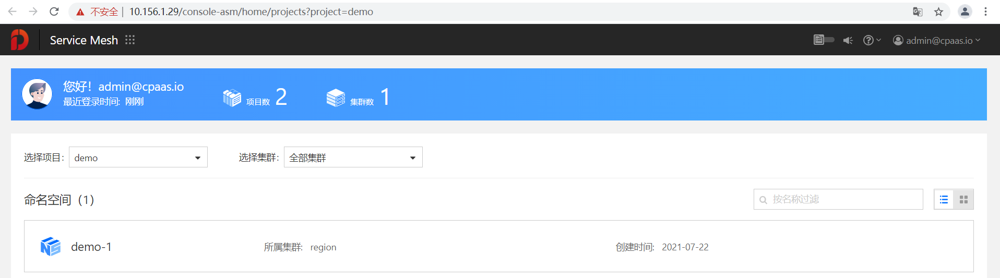 不安全 | 10.156.1.29/console-asm/home/projects?project=demo
Service Mesh admin@cpaas.io
您好！admin@cpaas.io
最近登录时间: 刚刚
项目数 2 集群数 1
选择项目: demo 选择集群: 全部集群
命名空间（1） 按名称过滤
demo-1 所属集群: region 创建时间: 2021-07-22